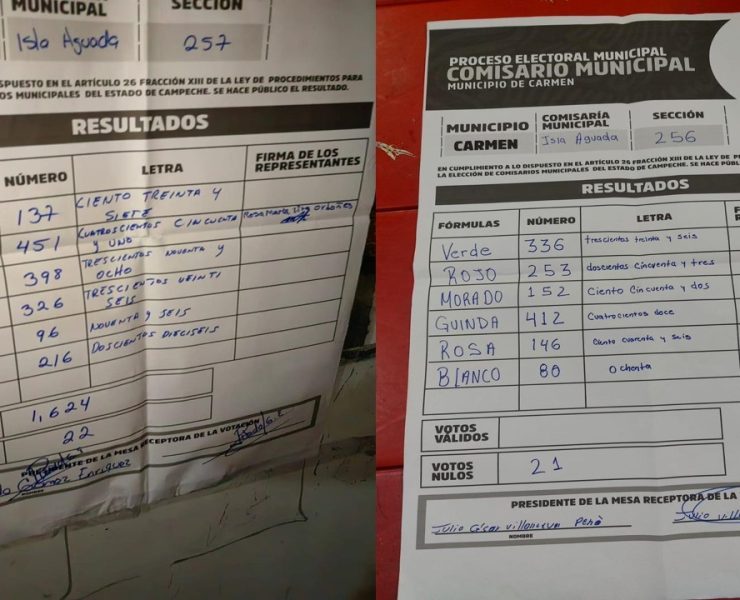 MUNICIPAL
SECCIÓN
Isla Aguada
257
DISPUESTO EN EL ARTÍCULO 26 FRACCIÓN XIII DE LA LEY DE PROCEDIMIENTOS PARA
OS MUNICIPALES DEL ESTADO DE CAMPECHE. SE HACE PÚBLICO EL RESULTADO.
RESULTADOS
NÚMERO
LETRA
FIRMA DE LOS REPRESENTANTES
137 CIENTO TREINTA Y SIETE
451 CUATROSCIENTOS CINCUENTA Y UNO
Rosa María
398 TRESCIENTOS NOVENTA Y OCHO
326 TRESCIENTOS VEINTI SEIS
96 NOVENTA Y SEIS
216 DOSCIENTOS DIECISEIS
1,624
22
PRESIDENTE DE LA MESA RECEPTORA DE LA VOTACIÓN
Enriquez
NOMBRE
PROCESO ELECTORAL MUNICIPAL
COMISARIO MUNICIPAL
MUNICIPIO DE CARMEN
MUNICIPIO CARMEN
COMISARÍA MUNICIPAL
Isla Aguada
SECCIÓN
256
EN CUMPLIMIENTO A LO DISPUESTO EN EL ARTÍCULO 26 FRACCIÓN XIII DE LA LEY DE
LA ELECCIÓN DE COMISARIOS MUNICIPALES DEL ESTADO DE CAMPECHE. SE HACE
RESULTADOS
FÓRMULAS NÚMERO LETRA
Verde 336 trescientos treinta y seis
ROJO 253 doscientos cincuenta y tres
MORADO 152 Ciento Cincuenta y dos
GUINDA 412 Cuatrocientos doce
ROSA 146 Ciento cuarenta y seis
BLANCO 80 Ochenta
VOTOS VÁLIDOS
VOTOS NULOS 21
PRESIDENTE DE LA MESA RECEPTORA DE LA
Julio César Villanueva Peña
NOMBRE